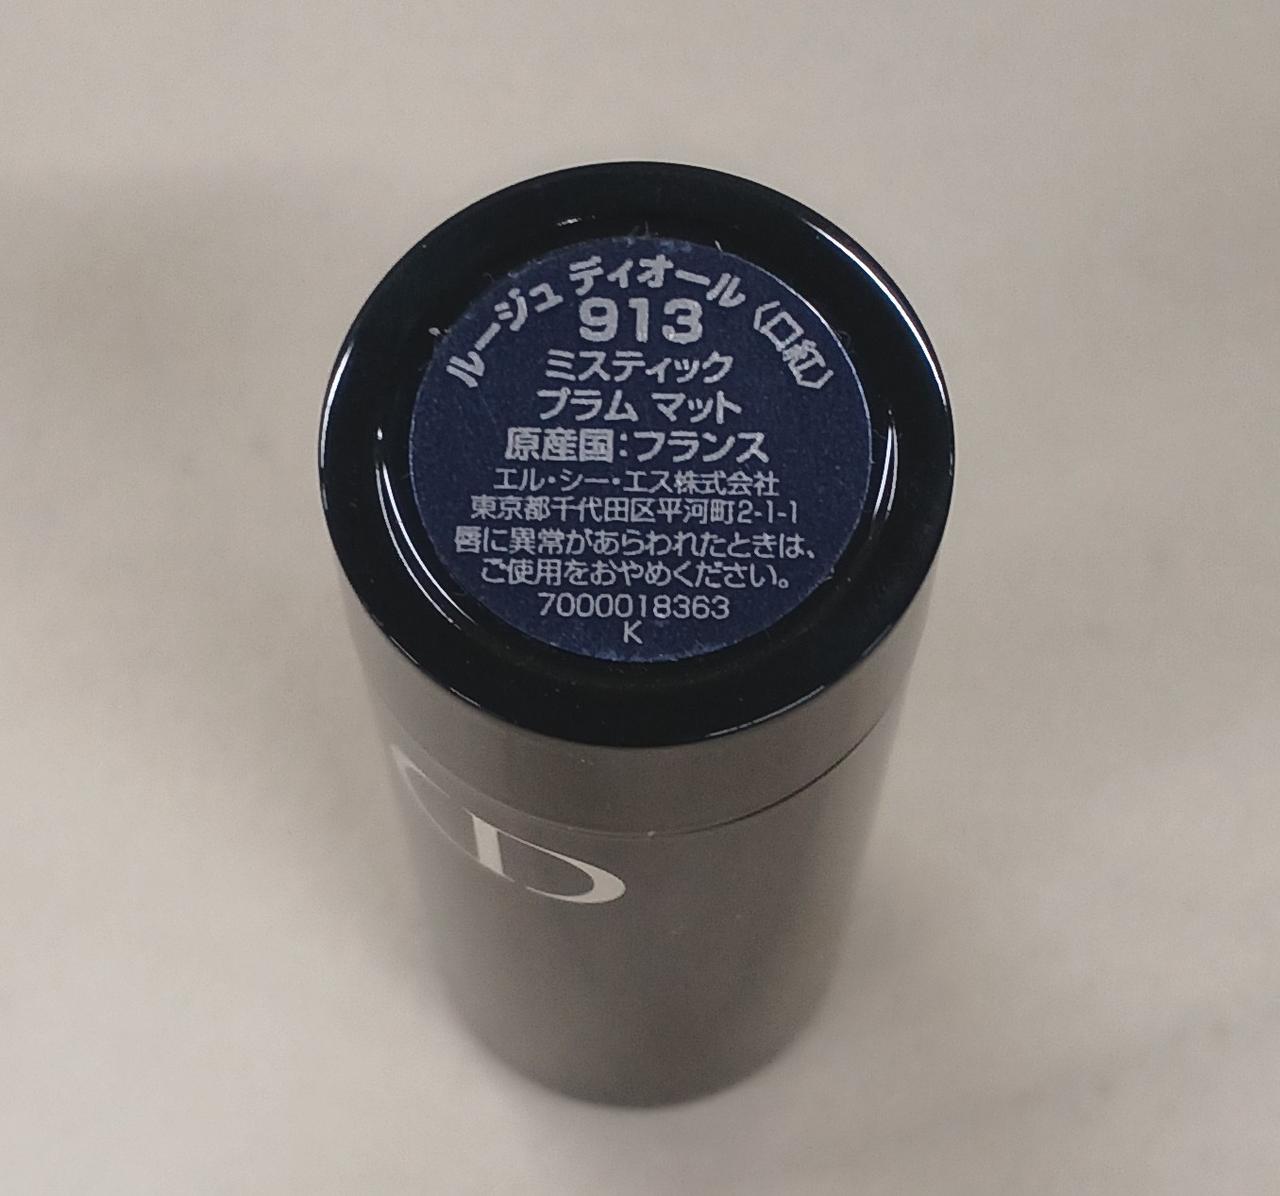 ルージュ ディオール〈口紅〉
913
ミスティック
プラム マット
原産国:フランス
エル・シー・エス株式会社
東京都千代田区平河町2-1-1
唇に異常があらわれたときは、
ご使用をおやめください。
7000018363
K
CD